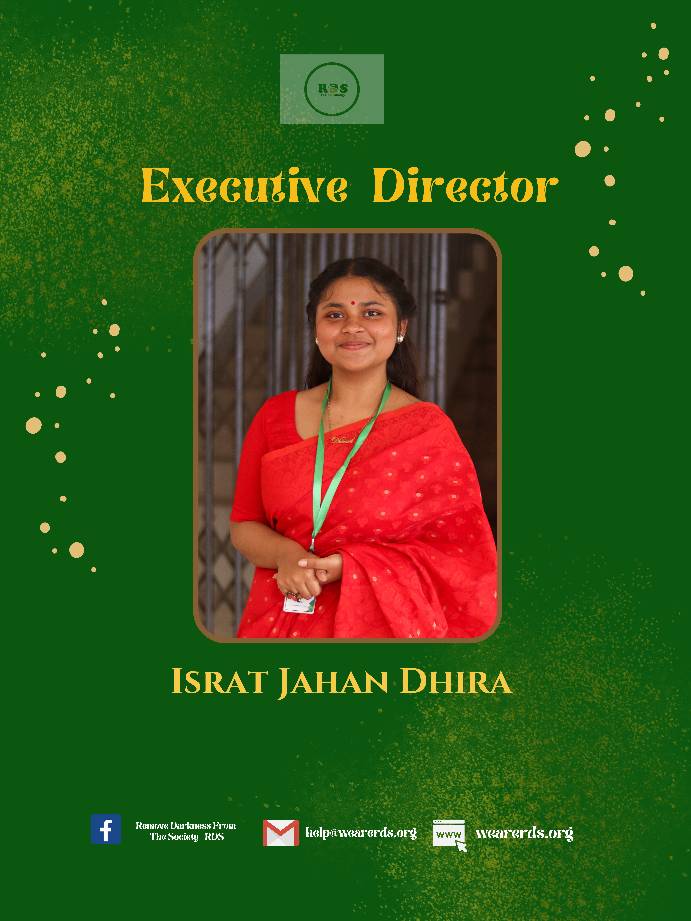 RDS
Executive Director
Israt Jahan Dhira
Remove Darkness From
The Society RDS
help@wearerds.org
www
wearerds.org